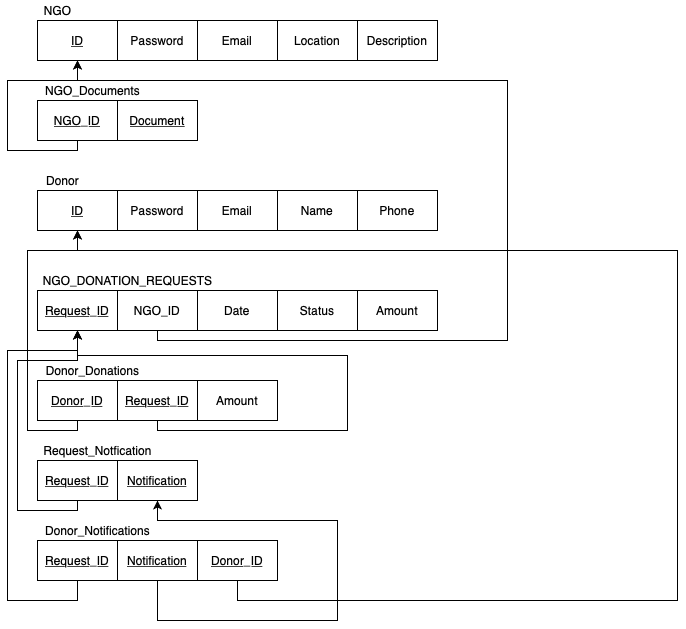 NGO
ID Password Email Location Description
NGO_Documents
NGO_ID Document
Donor
ID Password Email Name Phone
NGO_DONATION_REQUESTS
Request_ID NGO_ID Date Status Amount
Donor_Donations
Donor_ID Request_ID Amount
Request_Notfication
Request_ID Notification
Donor_Notifications
Request_ID Notification Donor_ID